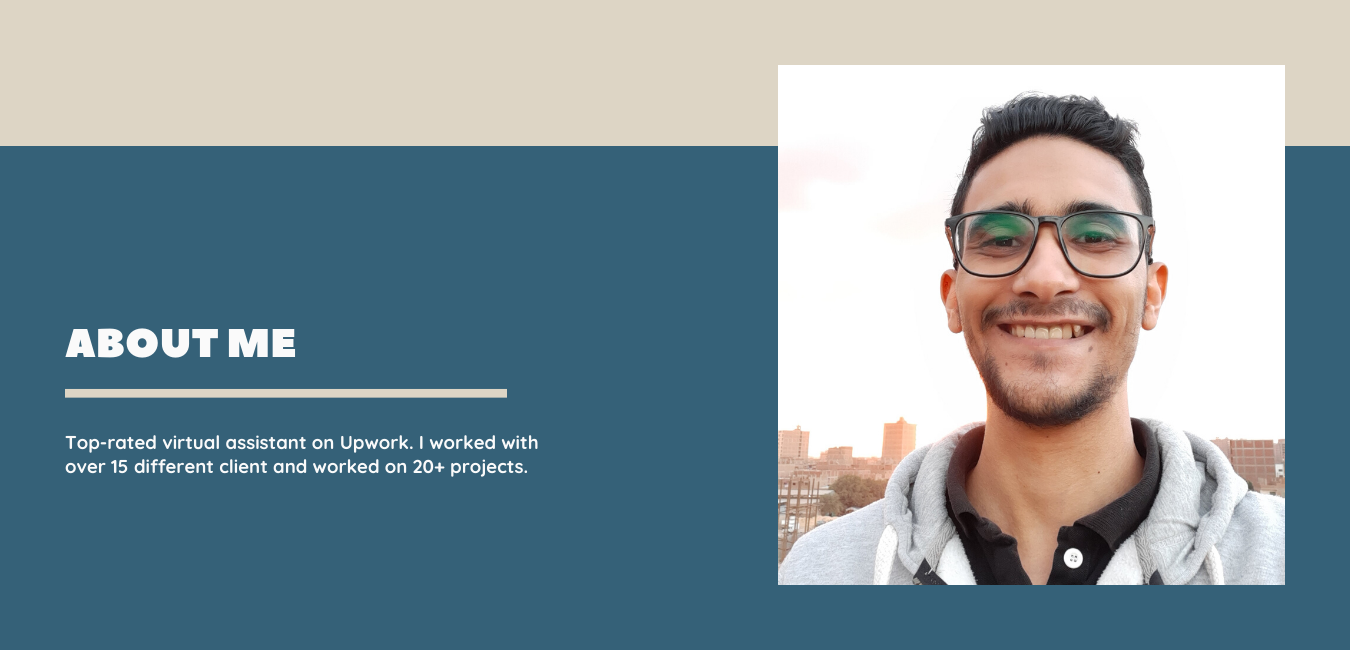 ABOUT ME
Top-rated virtual assistant on Upwork. I worked with
over 15 different client and worked on 20+ projects.